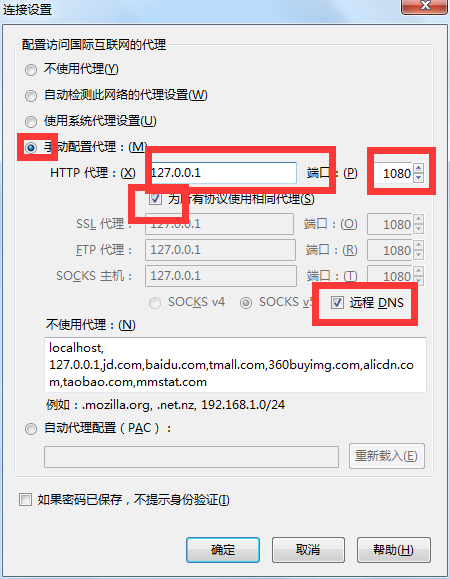 连接设置
配置访问国际互联网的代理
不使用代理(Y)
自动检测此网络的代理设置(W)
使用系统代理设置(U)
手动配置代理：(M)
HTTP 代理：(X) 127.0.0.1 端口：(P) 1080
为所有协议使用相同代理(S)
SSL 代理： 127.0.0.1 端口：(O) 1080
FTP 代理： 127.0.0.1 端口：(R) 1080
SOCKS 主机： 127.0.0.1 端口：(T) 1080
SOCKS v4 SOCKS v5 远程 DNS
不使用代理：(N)
localhost,
127.0.0.1,jd.com,baidu.com,tmall.com,360buyimg.com,alicdn.co
m,taobao.com,mmstat.com
例如：.mozilla.org, .net.nz, 192.168.1.0/24
自动代理配置（PAC）：
重新载入(E)
如果密码已保存，不提示身份验证(I)
确定 取消 帮助(H)